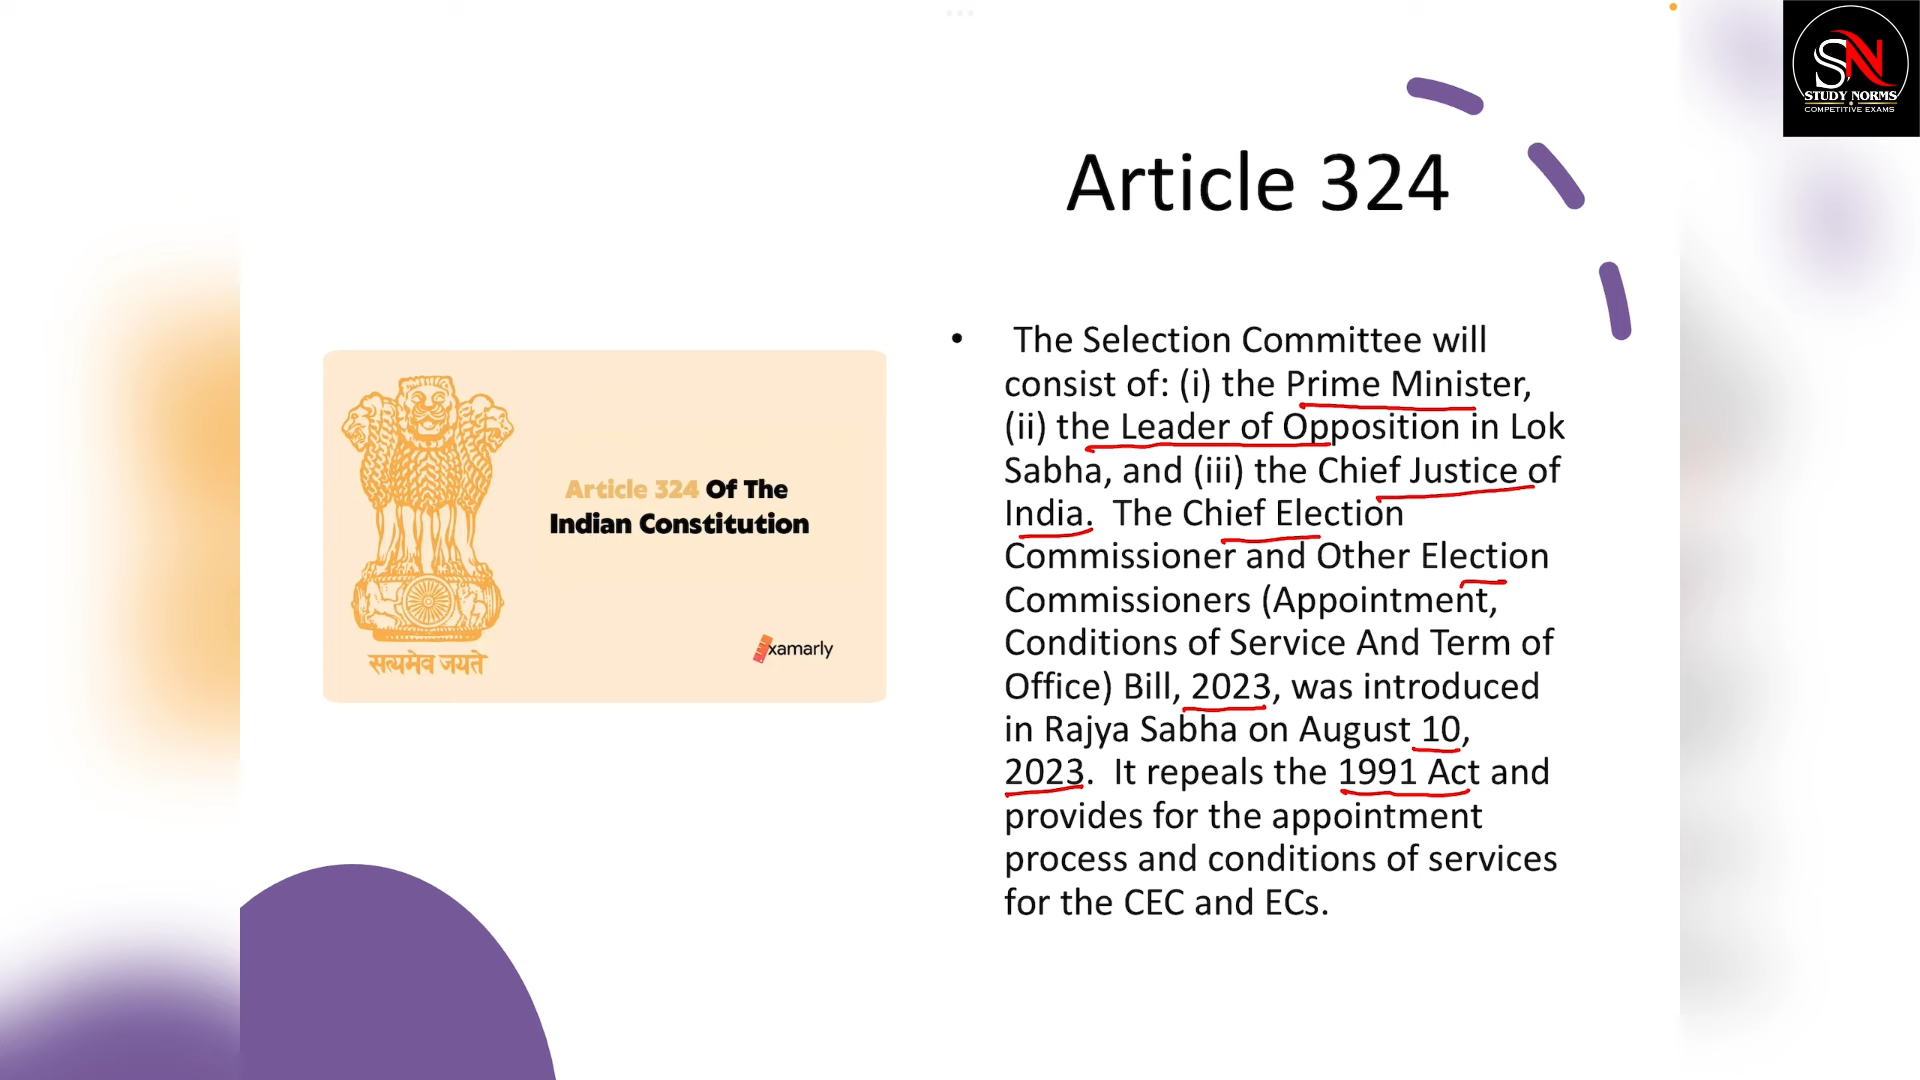 SN
STUDY NORMS
COMPETITIVE EXAMS
Article 324
Article 324 Of The
Indian Constitution
सत्यमेव जयते
xamarly
• The Selection Committee will
consist of: (i) the Prime Minister,
(ii) the Leader of Opposition in Lok
Sabha, and (iii) the Chief Justice of
India. The Chief Election
Commissioner and Other Election
Commissioners (Appointment,
Conditions of Service And Term of
Office) Bill, 2023, was introduced
in Rajya Sabha on August 10,
2023. It repeals the 1991 Act and
provides for the appointment
process and conditions of services
for the CEC and ECs.